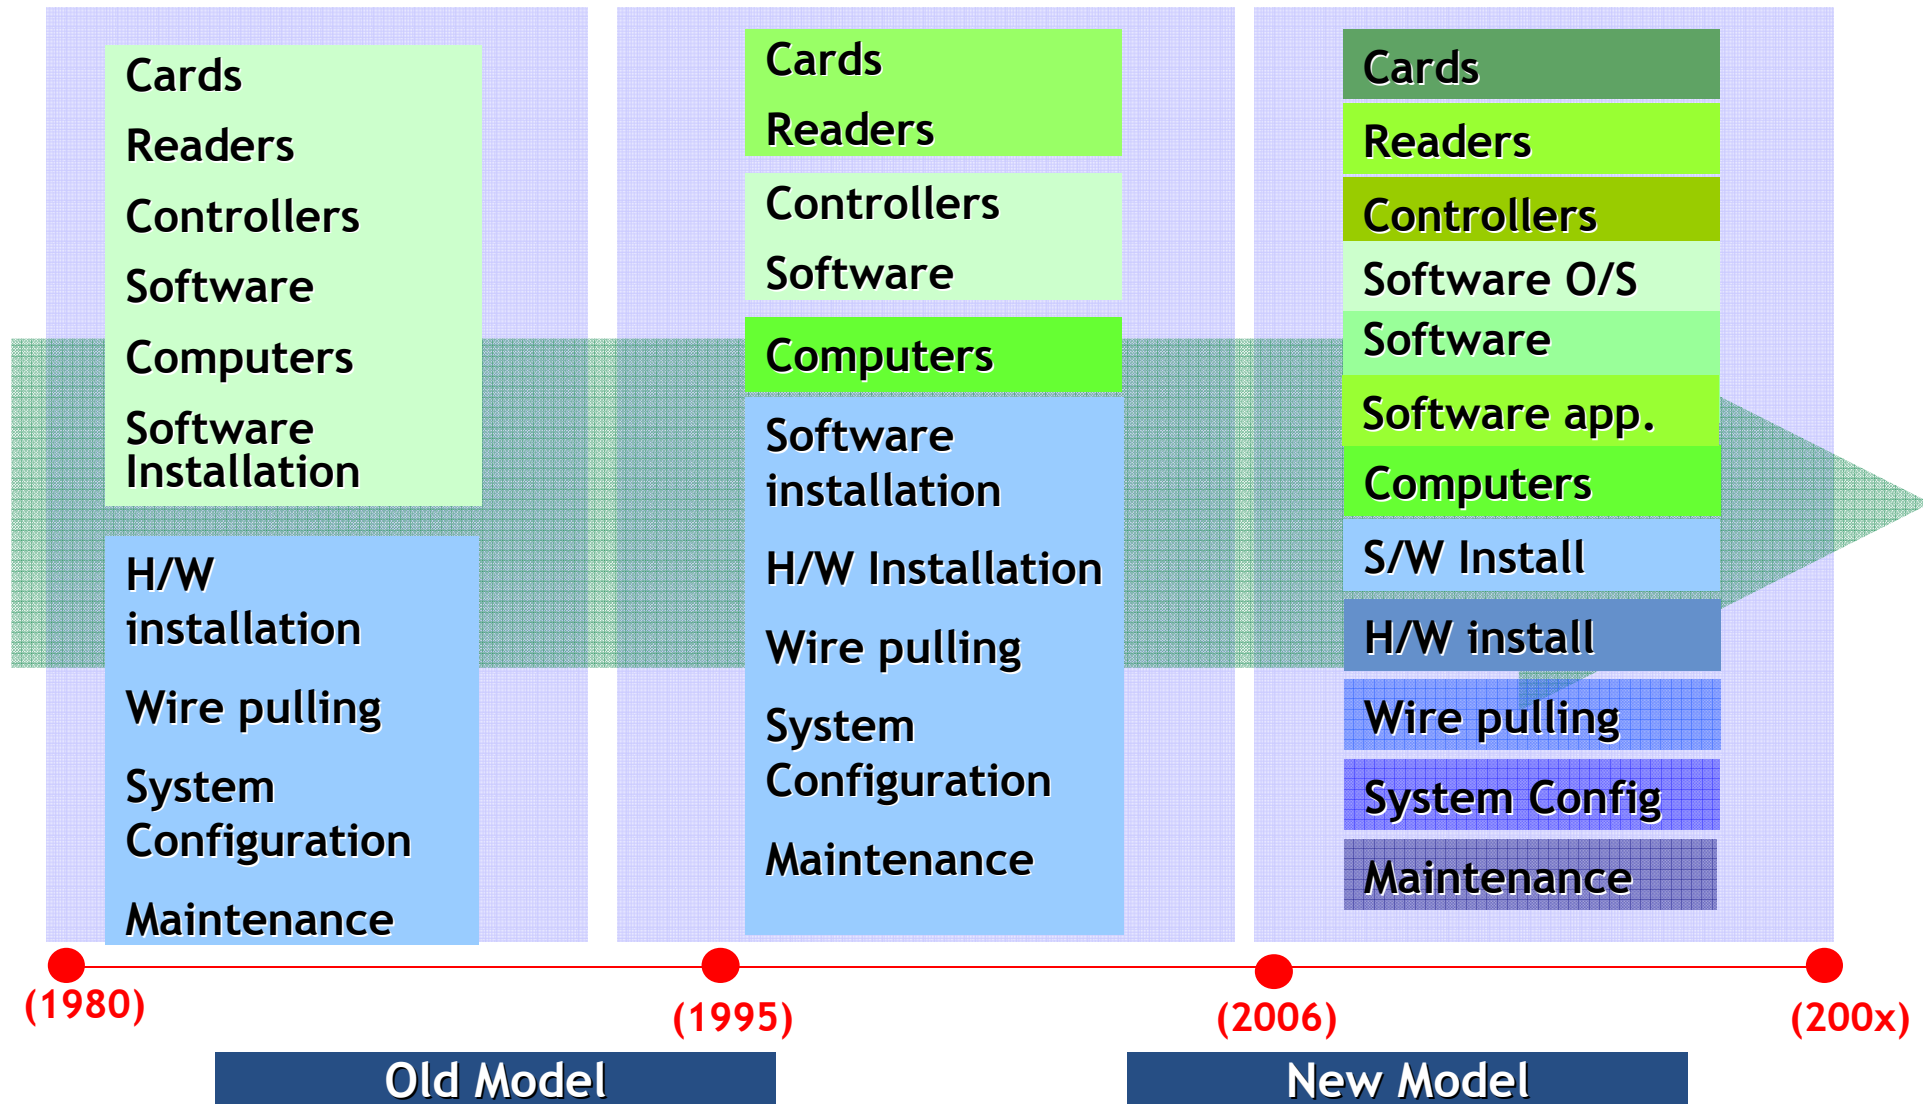 Cards
Readers
Controllers
Software
Computers
Software
Installation
H/W
installation
Wire pulling
System
Configuration
Maintenance
Cards
Readers
Controllers
Software
Computers
Software
installation
H/W Installation
Wire pulling
System
Configuration
Maintenance
Cards
Readers
Controllers
Software O/S
Software
Software app.
Computers
S/W Install
H/W install
Wire pulling
System Config
Maintenance
(1980)
(1995)
(2006)
(200x)
Old Model
New Model